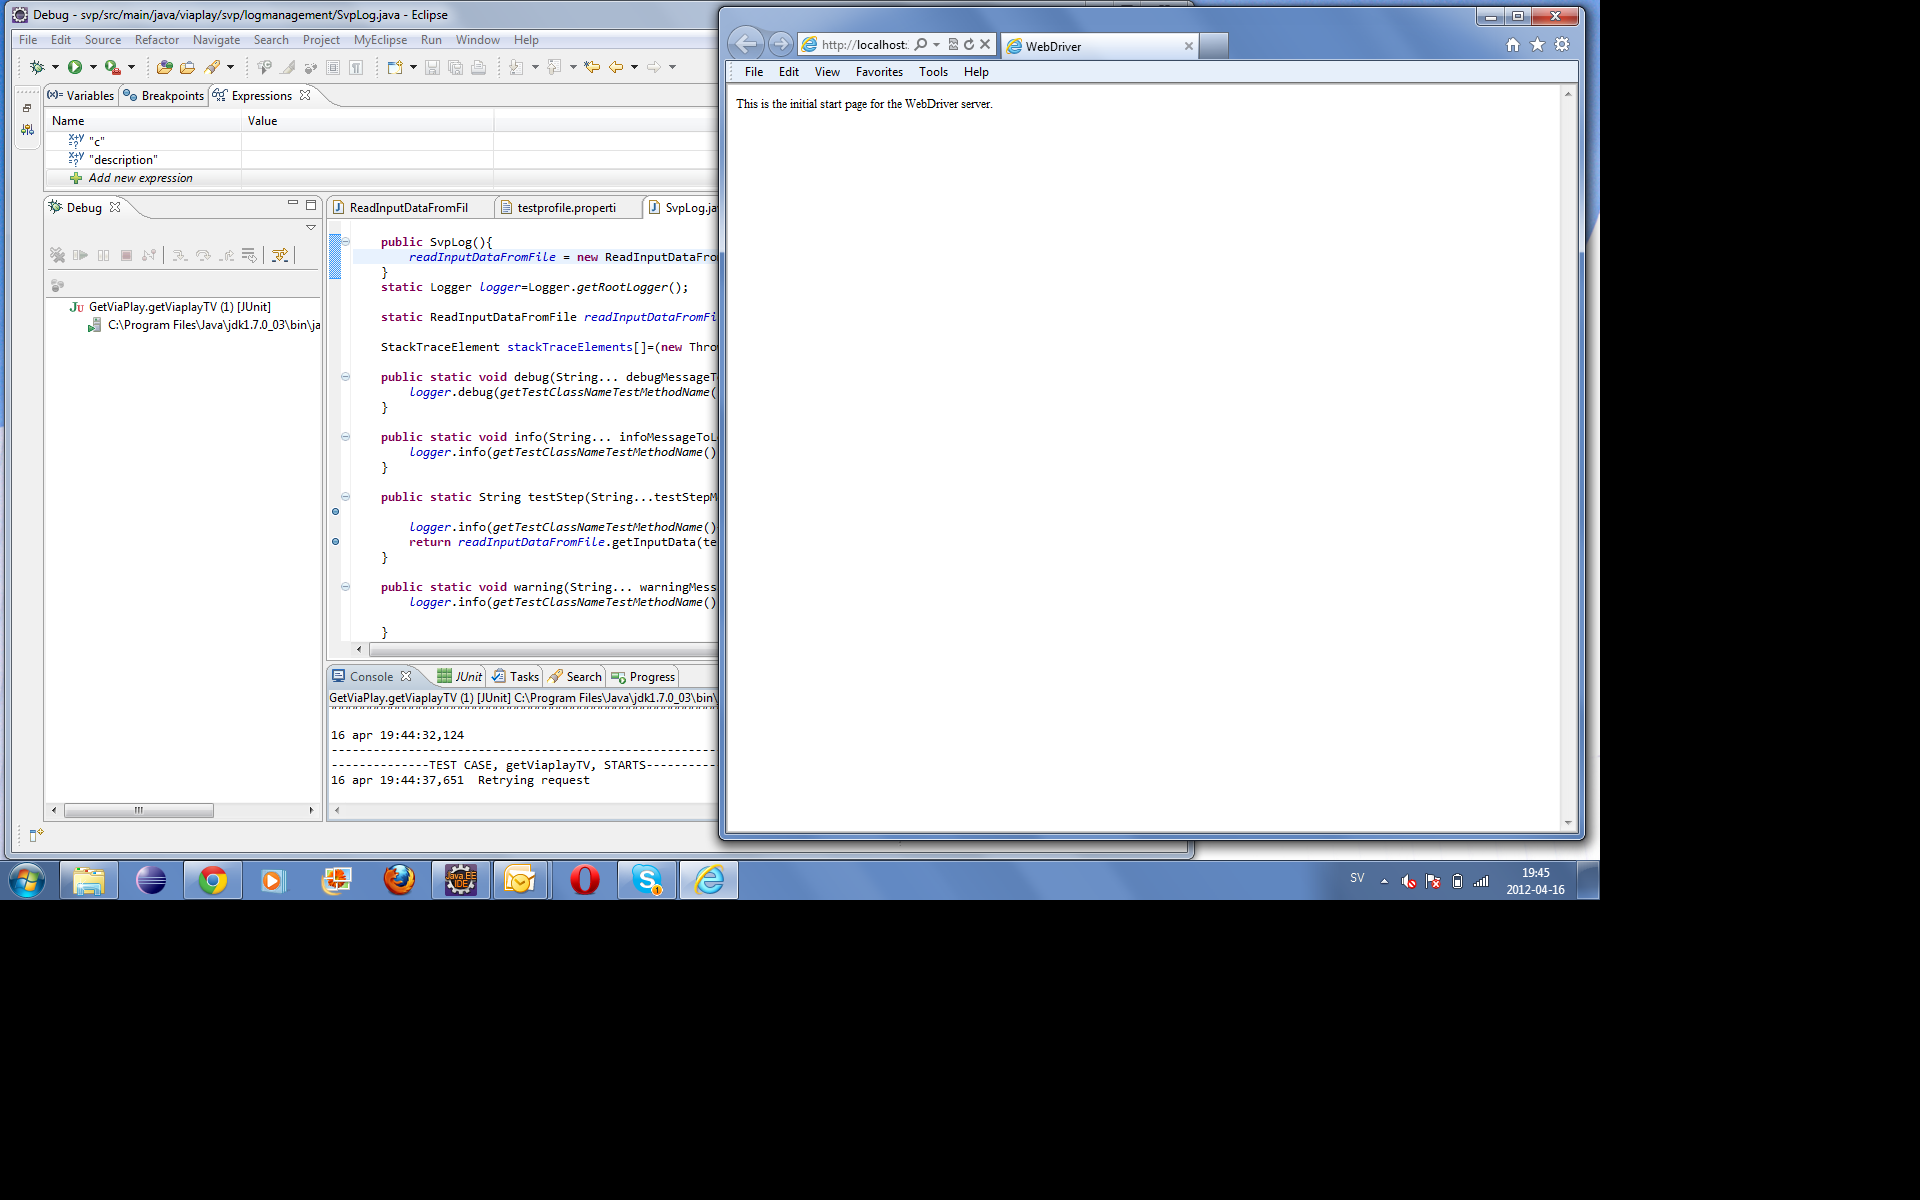 Debug - svp/src/main/java/viaplay/svp/logmanagement/SvpLog.java - Eclipse
File Edit Source Refactor Navigate Search Project MyEclipse Run Window Help
(x)= Variables Breakpoints Expressions
Name Value
"c"
"description"
Add new expression
Debug
GetViaPlay.getViaplayTV (1) [JUnit]
C:\Program Files\Java\jdk1.7.0_03\bin\ja
ReadInputDataFromFil testprofile.properti SvpLog.ja
public SvpLog(){
readInputDataFromFile = new ReadInputDataFro
}
static Logger logger=Logger.getRootLogger();
static ReadInputDataFromFile readInputDataFromFi
StackTraceElement stackTraceElements[]=(new Thro
public static void debug(String... debugMessageT
logger.debug(getTestClassNameTestMethodName(
}
public static void info(String... infoMessageToL
logger.info(getTestClassNameTestMethodName()
}
public static String testStep(String...testStepM
logger.info(getTestClassNameTestMethodName()
return readInputDataFromFile.getInputData(te
}
public static void warning(String... warningMess
logger.info(getTestClassNameTestMethodName()
}
Console JUnit Tasks Search Progress
GetViaPlay.getViaplayTV (1) [JUnit] C:\Program Files\Java\jdk1.7.0_03\bin\
16 apr 19:44:32,124
-------------------------------------------------------
--------------TEST CASE, getViaplayTV, STARTS----------
16 apr 19:44:37,651  Retrying request
http://localhost: WebDriver
File Edit View Favorites Tools Help
This is the initial start page for the WebDriver server.
Java EE
IDE
SV
19:45
2012-04-16